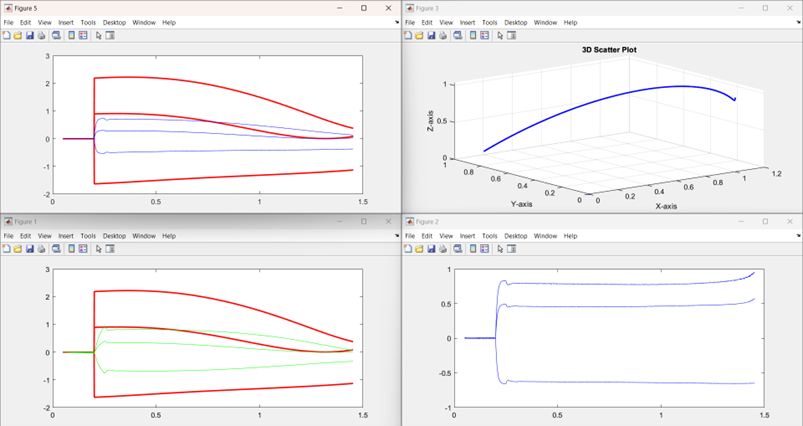 Figure 5
File Edit View Insert Tools Desktop Window Help
3
2
1
0
-1
-2
0 0.5 1 1.5
Figure 3
File Edit View Insert Tools Desktop Window Help
3D Scatter Plot
1
0.5
0
Z-axis
1
0.8
0.6
0.4
0.2
0
Y-axis
0 0.2 0.4 0.6 0.8 1 1.2
X-axis
Figure 1
File Edit View Insert Tools Desktop Window Help
3
2
1
0
-1
-2
0 0.5 1 1.5
Figure 2
File Edit View Insert Tools Desktop Window Help
1
0.5
0
-0.5
-1
0 0.5 1 1.5